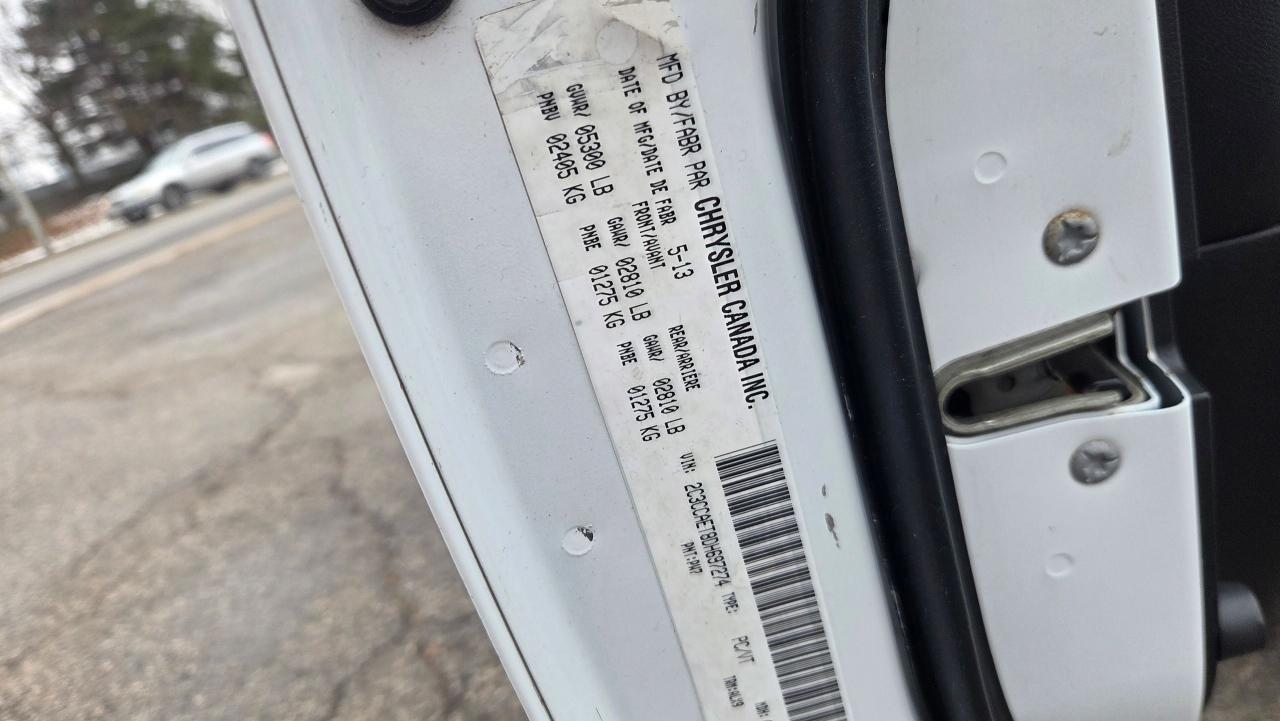 MFD BY/FABR PAR CHRYSLER CANADA INC.
DATE OF MFG/DATE DE FABR 5-13
FRONT/AVANT REAR/ARRIERE
GVWR/ 05300 LB GAWR/ 02810 LB GAWR/ 02810 LB
PNBV 02405 KG PNBE 01275 KG PNBE 01275 KG
VIN: 2C3CCAET8DH697274 TYPE: PC/VT
PNT:PW7